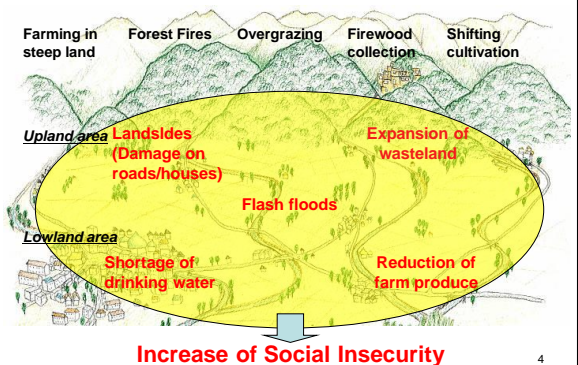 Farming in
steep land
Forest Fires
Overgrazing
Firewood
collection
Shifting
cultivation
Upland area
Landsldes
(Damage on
roads/houses)
Expansion of
wasteland
Flash floods
Lowland area
Shortage of
drinking water
Reduction of
farm produce
Increase of Social Insecurity
4